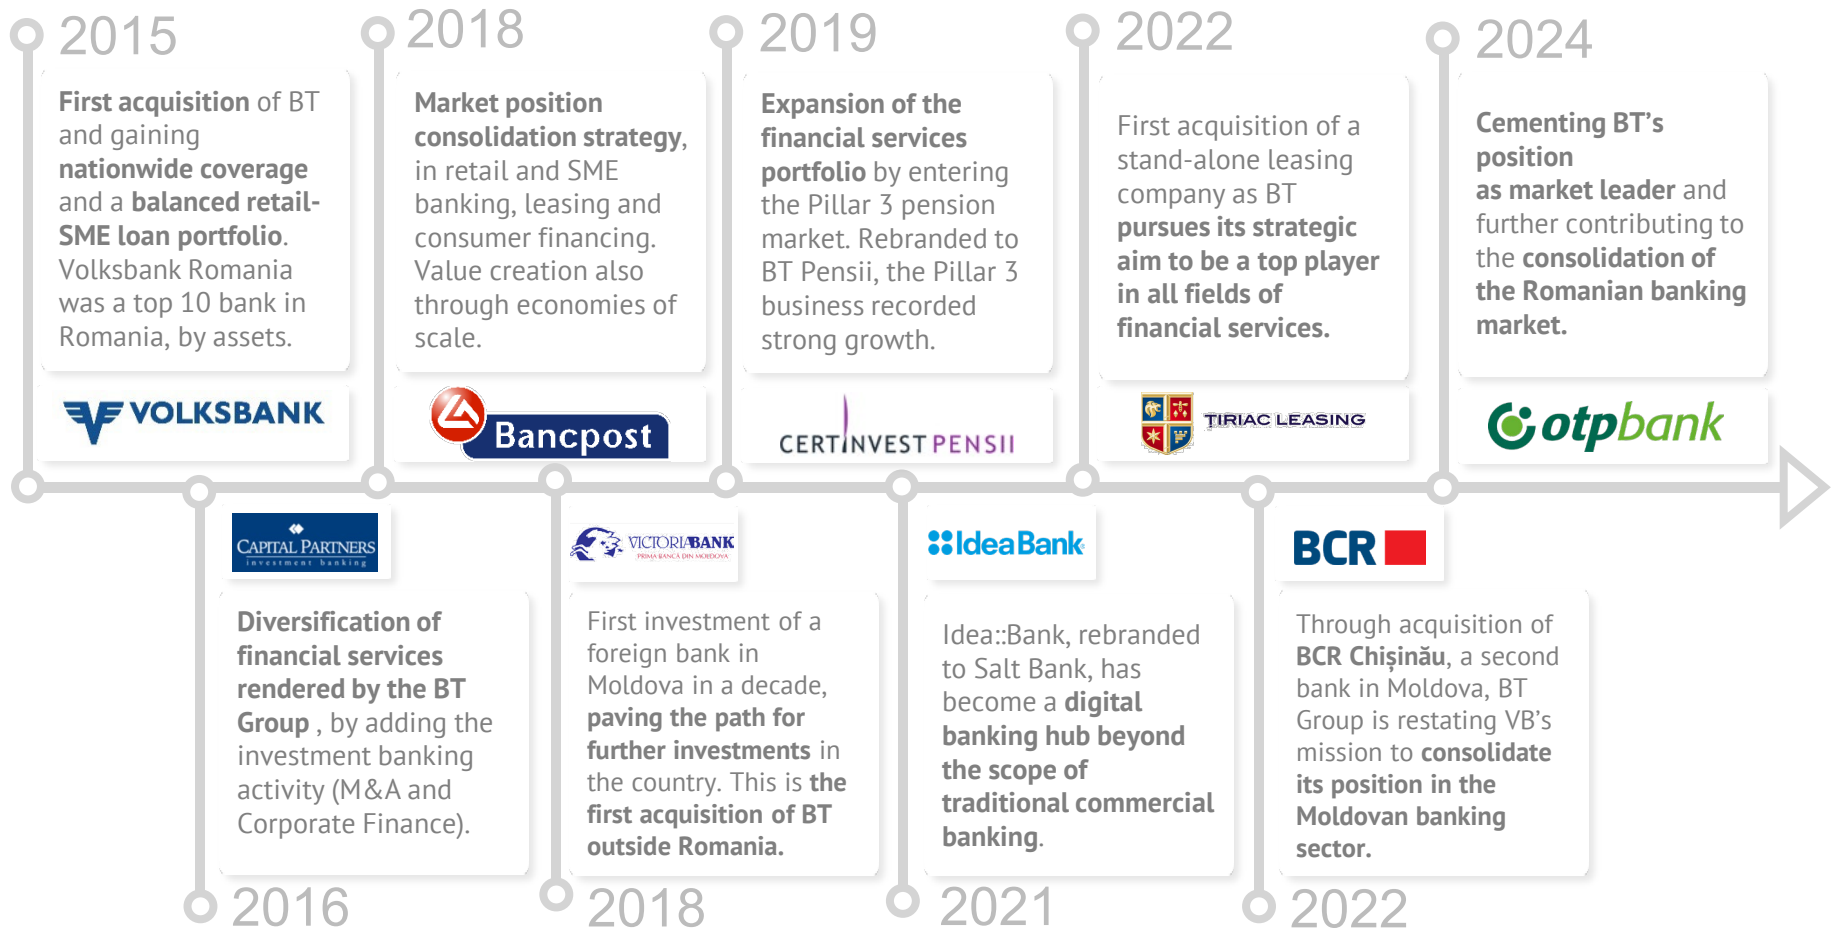 2015
First acquisition of BT
and gaining
nationwide coverage
and a balanced retail-
SME loan portfolio.
Volksbank Romania
was a top 10 bank in
Romania, by assets.
VOLKSBANK
2018
Market position
consolidation strategy,
in retail and SME
banking, leasing and
consumer financing.
Value creation also
through economies of
scale.
Bancpost
2019
Expansion of the
financial services
portfolio by entering
the Pillar 3 pension
market. Rebranded to
BT Pensii, the Pillar 3
business recorded
strong growth.
CERTINVEST PENSII
2022
First acquisition of a
stand-alone leasing
company as BT
pursues its strategic
aim to be a top player
in all fields of
financial services.
TIRIAC LEASING
2024
Cementing BT's
position
as market leader and
further contributing to
the consolidation of
the Romanian banking
market.
otpbank
CAPITAL PARTNERS
investment banking
Diversification of
financial services
rendered by the BT
Group , by adding the
investment banking
activity (M&A and
Corporate Finance).
2016
VICTORIABANK
PRIMA BANCĂ DIN MOLDOVA
First investment of a
foreign bank in
Moldova in a decade,
paving the path for
further investments in
the country. This is the
first acquisition of BT
outside Romania.
2018
Idea Bank
Idea::Bank, rebranded
to Salt Bank, has
become a digital
banking hub beyond
the scope of
traditional commercial
banking.
2021
BCR
Through acquisition of
BCR Chișinău, a second
bank in Moldova, BT
Group is restating VB's
mission to consolidate
its position in the
Moldovan banking
sector.
2022